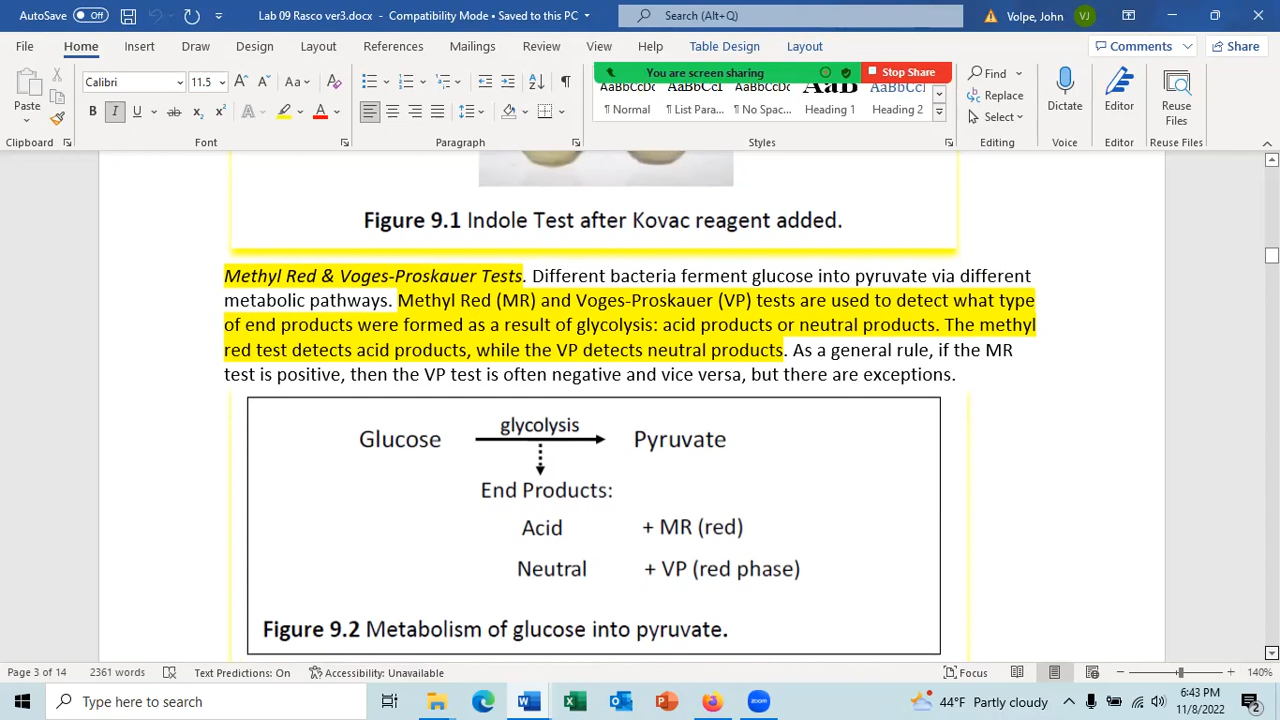 AutoSave Off Lab 09 Rasco ver3.docx - Compatibility Mode • Saved to this PC Search (Alt+Q) Volpe, John VJ
File Home Insert Draw Design Layout References Mailings Review View Help Table Design Layout Comments Share
You are screen sharing Stop Share
Paste Calibri 11.5 Aa A AaBbCcDc AaBbCcDc AaBbCcDc AaB AaBbCcI
¶ Normal ¶ List Para... ¶ No Spac... Heading 1 Heading 2
Find Replace Select Dictate Editor Reuse Files
Clipboard Font Paragraph Styles Editing Voice Editor Reuse Files
Figure 9.1 Indole Test after Kovac reagent added.
Methyl Red & Voges-Proskauer Tests. Different bacteria ferment glucose into pyruvate via different
metabolic pathways. Methyl Red (MR) and Voges-Proskauer (VP) tests are used to detect what type
of end products were formed as a result of glycolysis: acid products or neutral products. The methyl
red test detects acid products, while the VP detects neutral products. As a general rule, if the MR
test is positive, then the VP test is often negative and vice versa, but there are exceptions.
glycolysis
Glucose Pyruvate
End Products:
Acid + MR (red)
Neutral + VP (red phase)
Figure 9.2 Metabolism of glucose into pyruvate.
Page 3 of 14 2361 words Text Predictions: On Accessibility: Unavailable Focus 140%
Type here to search 44°F Partly cloudy 6:43 PM
11/8/2022 2